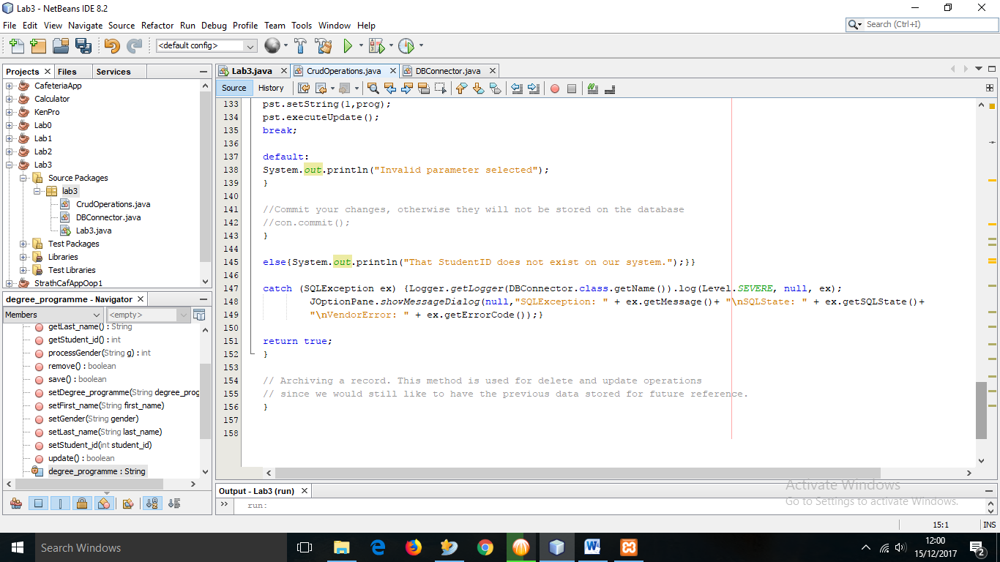 Lab3 - NetBeans IDE 8.2
File Edit View Navigate Source Refactor Run Debug Profile Team Tools Window Help
Search (Ctrl+I)
<default config>
Projects Files Services
CafeteriaApp
Calculator
KenPro
Lab0
Lab1
Lab2
Lab3
Source Packages
lab3
CrudOperations.java
DBConnector.java
Lab3.java
Test Packages
Libraries
Test Libraries
StrathCafAppOop1
degree_programme - Navigator
Members <empty>
getLast_name() : String
getStudent_id() : int
processGender(String g) : int
remove() : boolean
save() : boolean
setDegree_programme(String degree_prog
setFirst_name(String first_name)
setGender(String gender)
setLast_name(String last_name)
setStudent_id(int student_id)
update() : boolean
degree_programme : String
Lab3.java CrudOperations.java DBConnector.java
Source History
133 pst.setString(1,prog);
134 pst.executeUpdate();
135 break;
136
137 default:
138 System.out.println("Invalid parameter selected");
139 }
140
141 //Commit your changes, otherwise they will not be stored on the database
142 //con.commit();
143 }
144
145 else{System.out.println("That StudentID does not exist on our system.");}}
146
147 catch (SQLException ex) {Logger.getLogger(DBConnector.class.getName()).log(Level.SEVERE, null, ex);
148 JOptionPane.showMessageDialog(null,"SQLException: " + ex.getMessage()+ "\nSQLState: " + ex.getSQLState()+
149 "\nVendorError: " + ex.getErrorCode());}
150
151 return true;
152 }
153
154 // Archiving a record. This method is used for delete and update operations
155 // since we would still like to have the previous data stored for future reference.
156 }
157
158
Output - Lab3 (run)
run:
Activate Windows
Go to Settings to activate Windows.
15:1 INS
Search Windows
12:00
15/12/2017
2